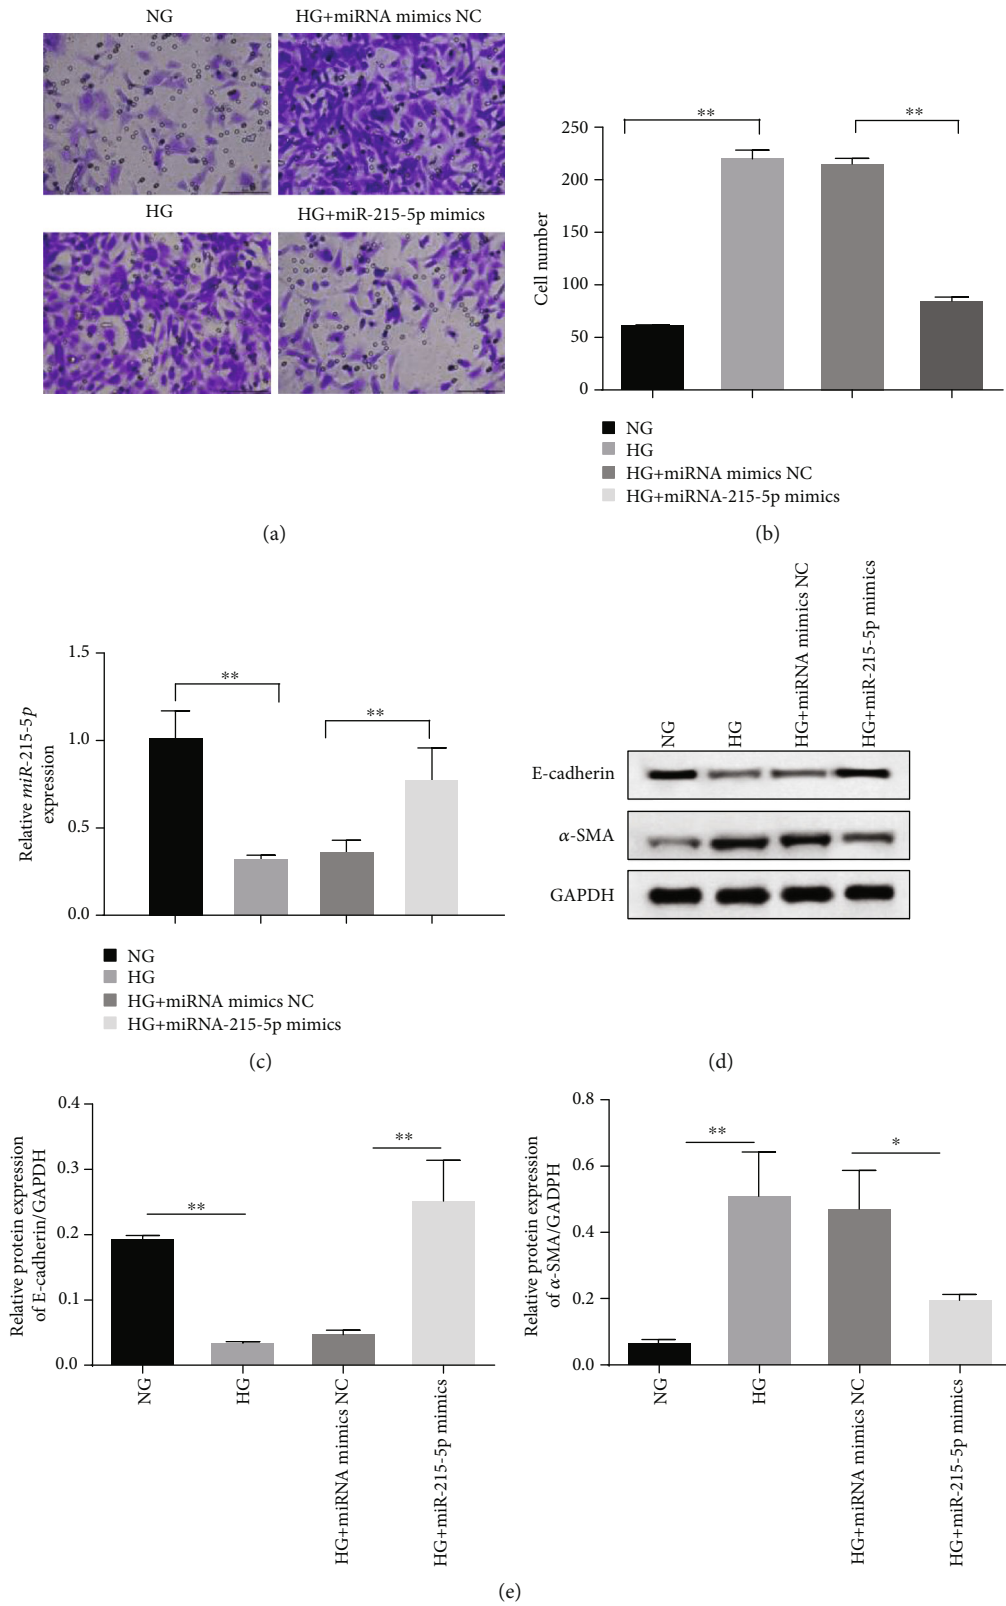 NG
HG+miRNA mimics NC
HG
HG+miR-215-5p mimics
(a)
**
**
250
200
150
100
50
0
Cell number
NG
HG
HG+miRNA mimics NC
HG+miRNA-215-5p mimics
(b)
1.5
1.0
0.5
0.0
Relative miR-215-5p
expression
**
**
NG
HG
HG+miRNA mimics NC
HG+miRNA-215-5p mimics
(c)
NG
HG
HG+miRNA mimics NC
HG+miR-215-5p mimics
E-cadherin
α-SMA
GAPDH
(d)
0.4
0.3
0.2
0.1
0.0
Relative protein expression
of E-cadherin/GAPDH
**
**
NG
HG
HG+miRNA mimics NC
HG+miR-215-5p mimics
0.8
0.6
0.4
0.2
0.0
Relative protein expression
of α-SMA/GADPH
**
*
NG
HG
HG+miRNA mimics NC
HG+miR-215-5p mimics
(e)